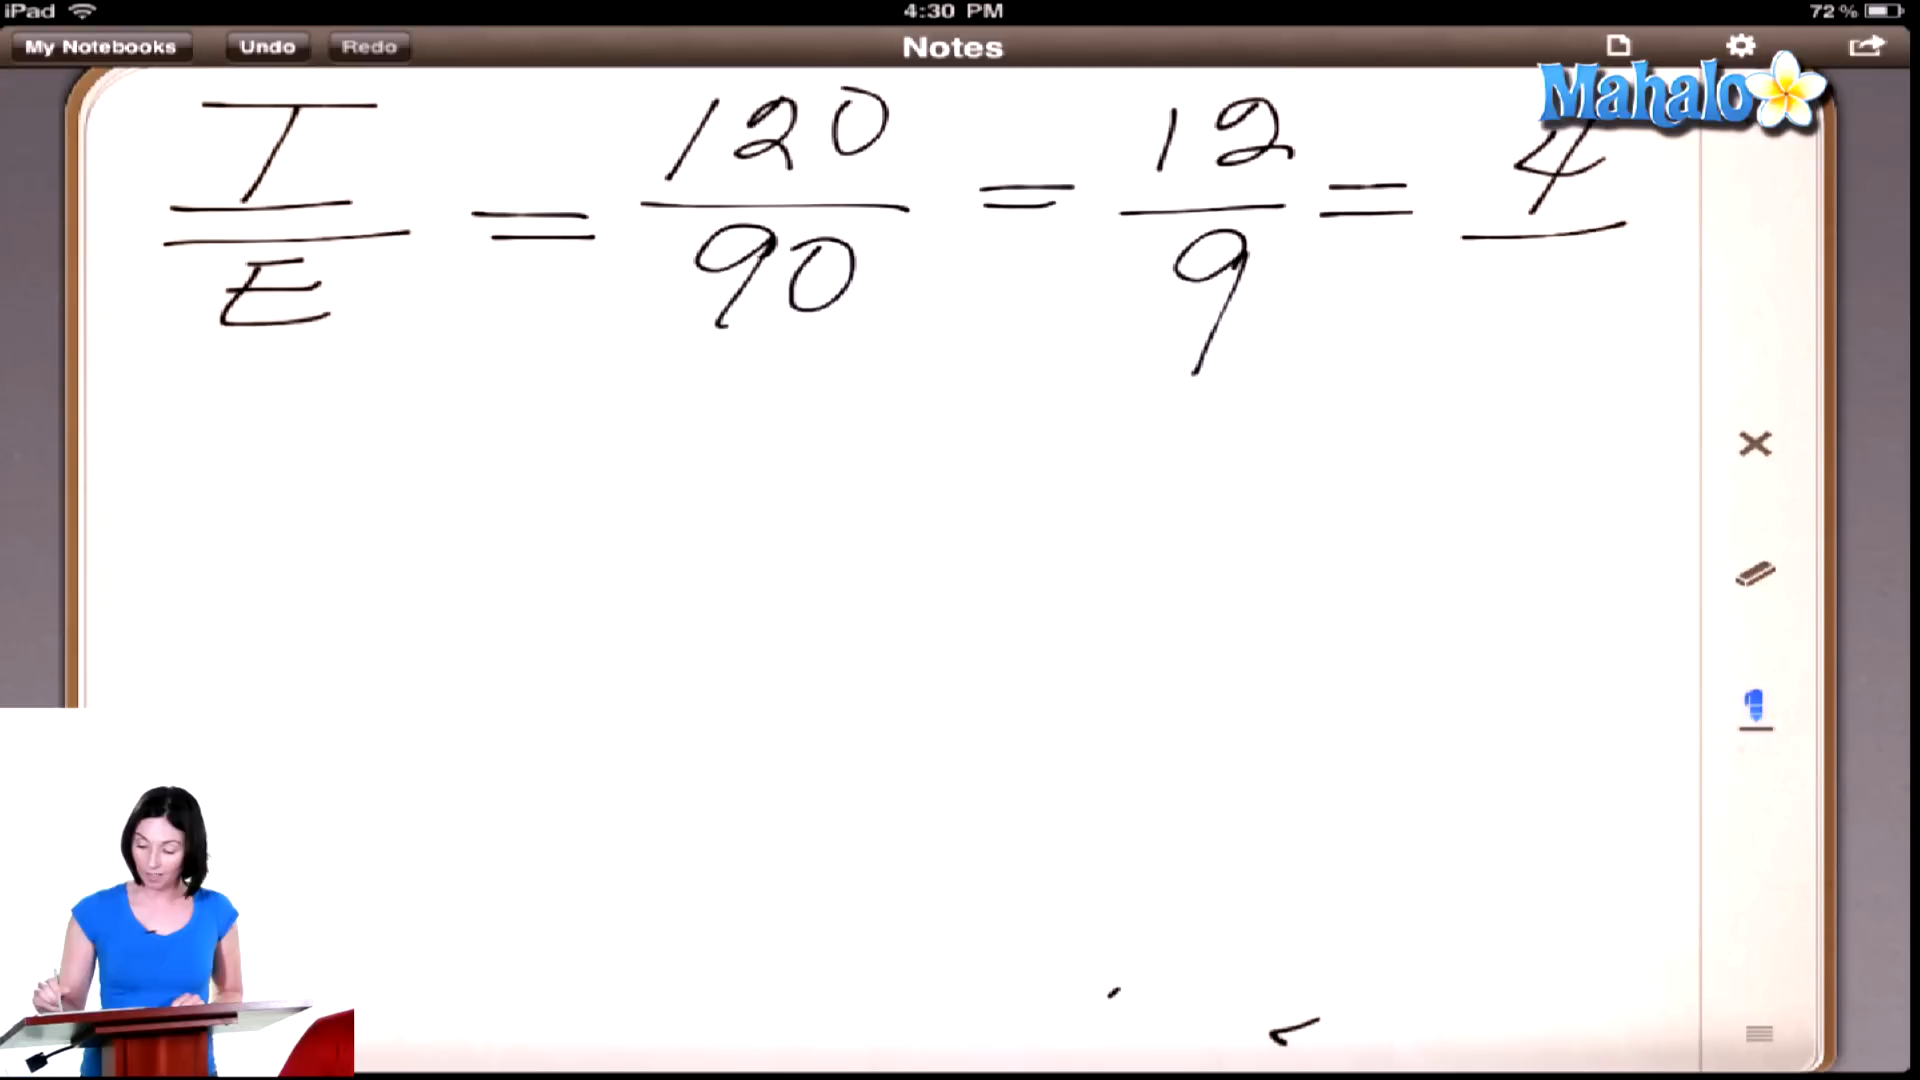 iPad 4:30 PM 72%
My Notebooks Undo Redo Notes
Mahalo
T/E = 120/90 = 12/9 = 4/